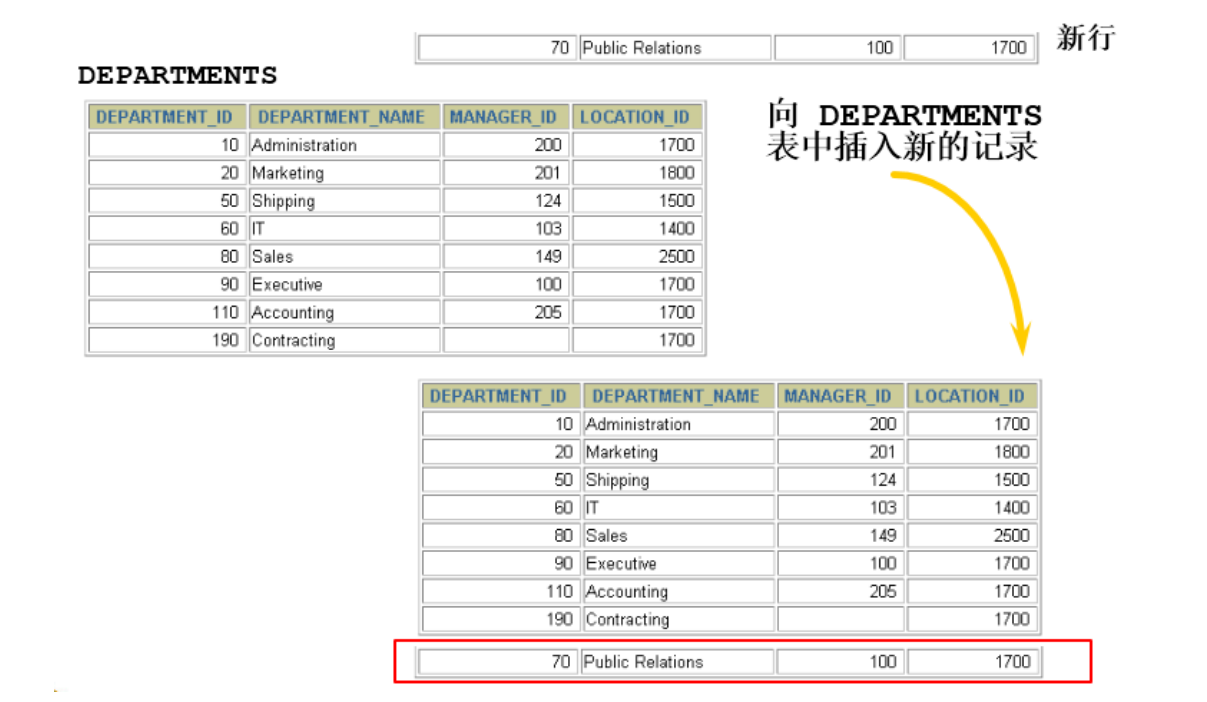 70 Public Relations 100 1700 新行
DEPARTMENTS
DEPARTMENT_ID DEPARTMENT_NAME MANAGER_ID LOCATION_ID
10 Administration 200 1700
20 Marketing 201 1800
50 Shipping 124 1500
60 IT 103 1400
80 Sales 149 2500
90 Executive 100 1700
110 Accounting 205 1700
190 Contracting 1700
向 DEPARTMENTS
表中插入新的记录
DEPARTMENT_ID DEPARTMENT_NAME MANAGER_ID LOCATION_ID
10 Administration 200 1700
20 Marketing 201 1800
50 Shipping 124 1500
60 IT 103 1400
80 Sales 149 2500
90 Executive 100 1700
110 Accounting 205 1700
190 Contracting 1700
70 Public Relations 100 1700